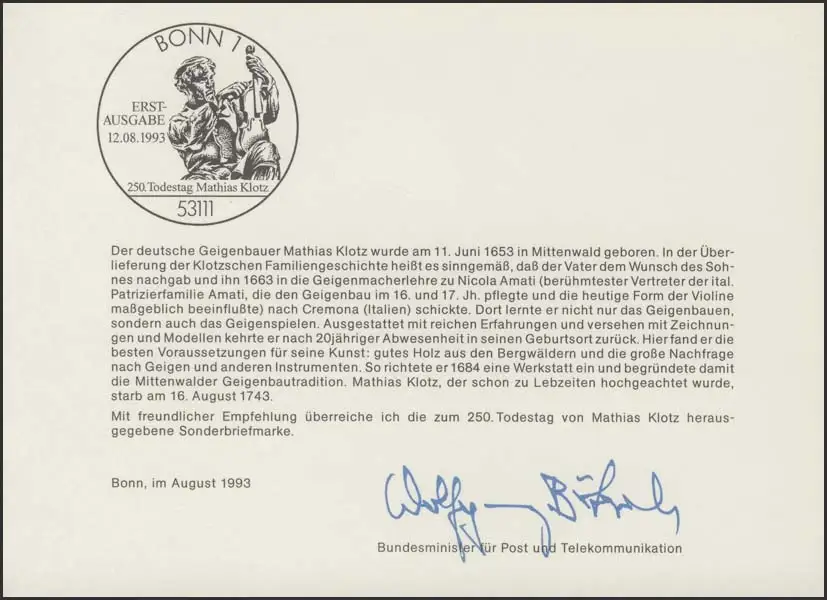 BONN 1
ERST-
AUSGABE
12.08.1993
250. Todestag Mathias Klotz
53111
Der deutsche Geigenbauer Mathias Klotz wurde am 11. Juni 1653 in Mittenwald geboren. In der Über-
lieferung der Klotzschen Familiengeschichte heißt es sinngemäß, daß der Vater dem Wunsch des Soh-
nes nachgab und ihn 1663 in die Geigenmacherlehre zu Nicola Amati (berühmtester Vertreter der ital.
Patrizierfamilie Amati, die den Geigenbau im 16. und 17. Jh. pflegte und die heutige Form der Violine
maßgeblich beeinflußte) nach Cremona (Italien) schickte. Dort lernte er nicht nur das Geigenbauen,
sondern auch das Geigenspielen. Ausgestattet mit reichen Erfahrungen und versehen mit Zeichnun-
gen und Modellen kehrte er nach 20jähriger Abwesenheit in seinen Geburtsort zurück. Hier fand er die
besten Voraussetzungen für seine Kunst: gutes Holz aus den Bergwäldern und die große Nachfrage
nach Geigen und anderen Instrumenten. So richtete er 1684 eine Werkstatt ein und begründete damit
die Mittenwalder Geigenbautradition. Mathias Klotz, der schon zu Lebzeiten hochgeachtet wurde,
starb am 16. August 1743.
Mit freundlicher Empfehlung überreiche ich die zum 250. Todestag von Mathias Klotz heraus-
gegebene Sonderbriefmarke.
Bonn, im August 1993
Wolfgang Bötsch
Bundesminister für Post und Telekommunikation